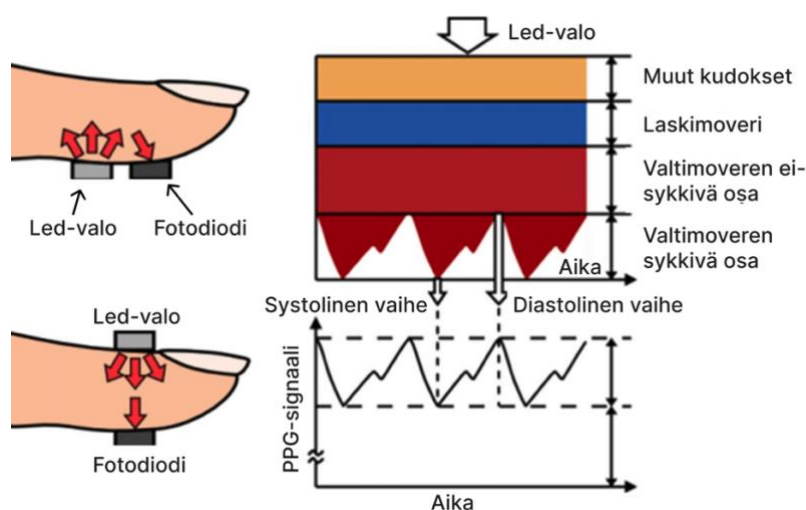 Led-valo
Muut kudokset
Laskimoveri
Valtimoveren ei-
sykkivä osa
Valtimoveren
sykkivä osa
Aika
Led-valo
Fotodiodi
Systolinen vaihe
Diastolinen vaihe
Led-valo
Fotodiodi
PPG-signaali
Aika